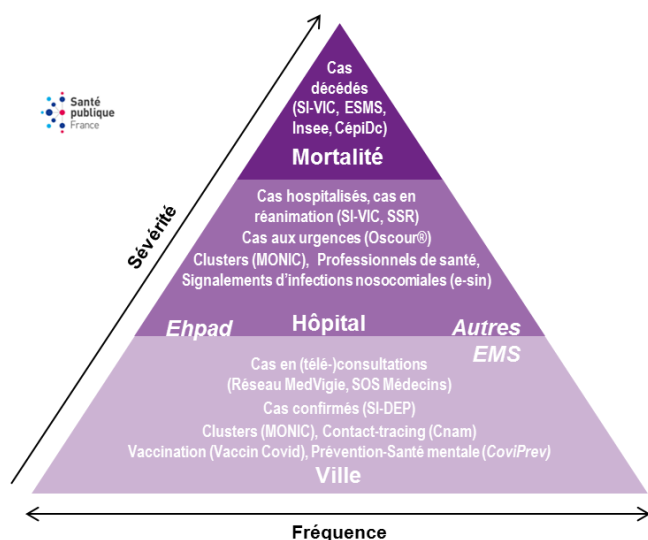 Santé
publique
France
Cas
décédés
(SI-VIC, ESMS,
Insee, CépiDc)
Mortalité
Cas hospitalisés, cas en
réanimation (SI-VIC, SSR)
Cas aux urgences (Oscour®)
Clusters (MONIC), Professionnels de santé,
Signalements d'infections nosocomiales (e-sin)
Ehpad Hôpital Autres
EMS
Cas en (télé-)consultations
(Réseau MedVigie, SOS Médecins)
Cas confirmés (SI-DEP)
Clusters (MONIC), Contact-tracing (Cnam)
Vaccination (Vaccin Covid), Prévention-Santé mentale (CoviPrev)
Ville
Sévérité
Fréquence